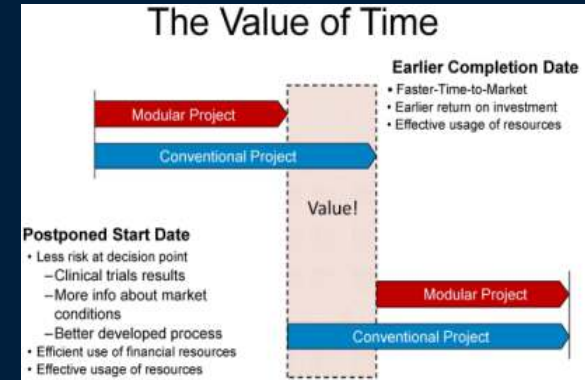 The Value of Time
Earlier Completion Date
• Faster-Time-to-Market
• Earlier return on investment
• Effective usage of resources
Modular Project
Conventional Project
Value!
Postponed Start Date
• Less risk at decision point
–Clinical trials results
–More info about market
conditions
–Better developed process
• Efficient use of financial resources
• Effective usage of resources
Modular Project
Conventional Project